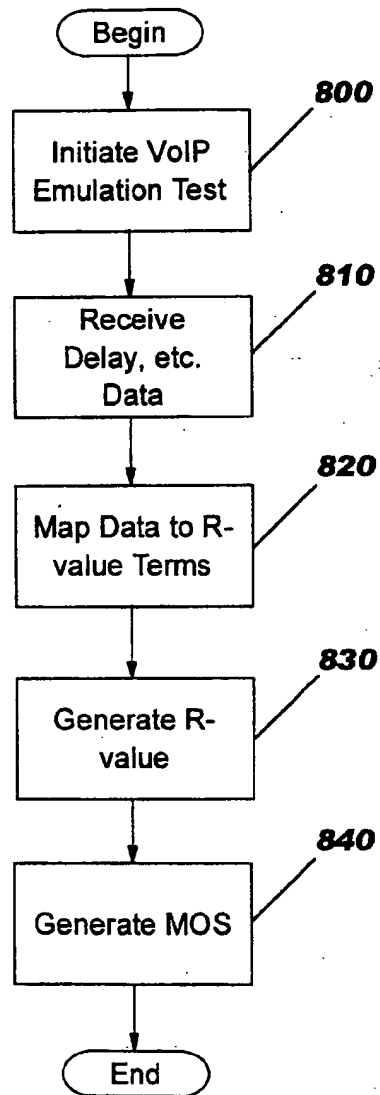 Begin
800
Initiate VoIP
Emulation Test
810
Receive
Delay, etc.
Data
820
Map Data to R-
value Terms
830
Generate R-
value
840
Generate MOS
End